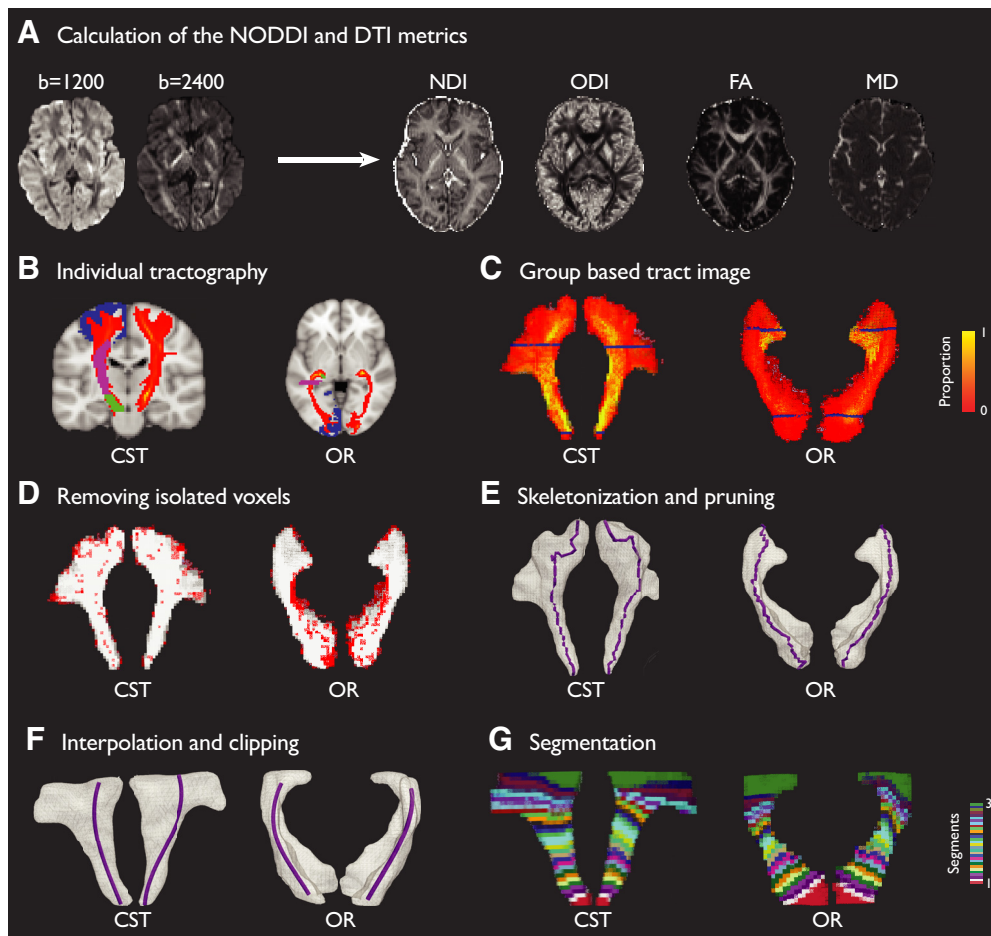 A Calculation of the NODDI and DTI metrics
b=1200 b=2400 NDI ODI FA MD
B Individual tractography
CST OR
C Group based tract image
CST OR
Proportion
1
0
D Removing isolated voxels
CST OR
E Skeletonization and pruning
CST OR
F Interpolation and clipping
CST OR
G Segmentation
CST OR
Segments
1